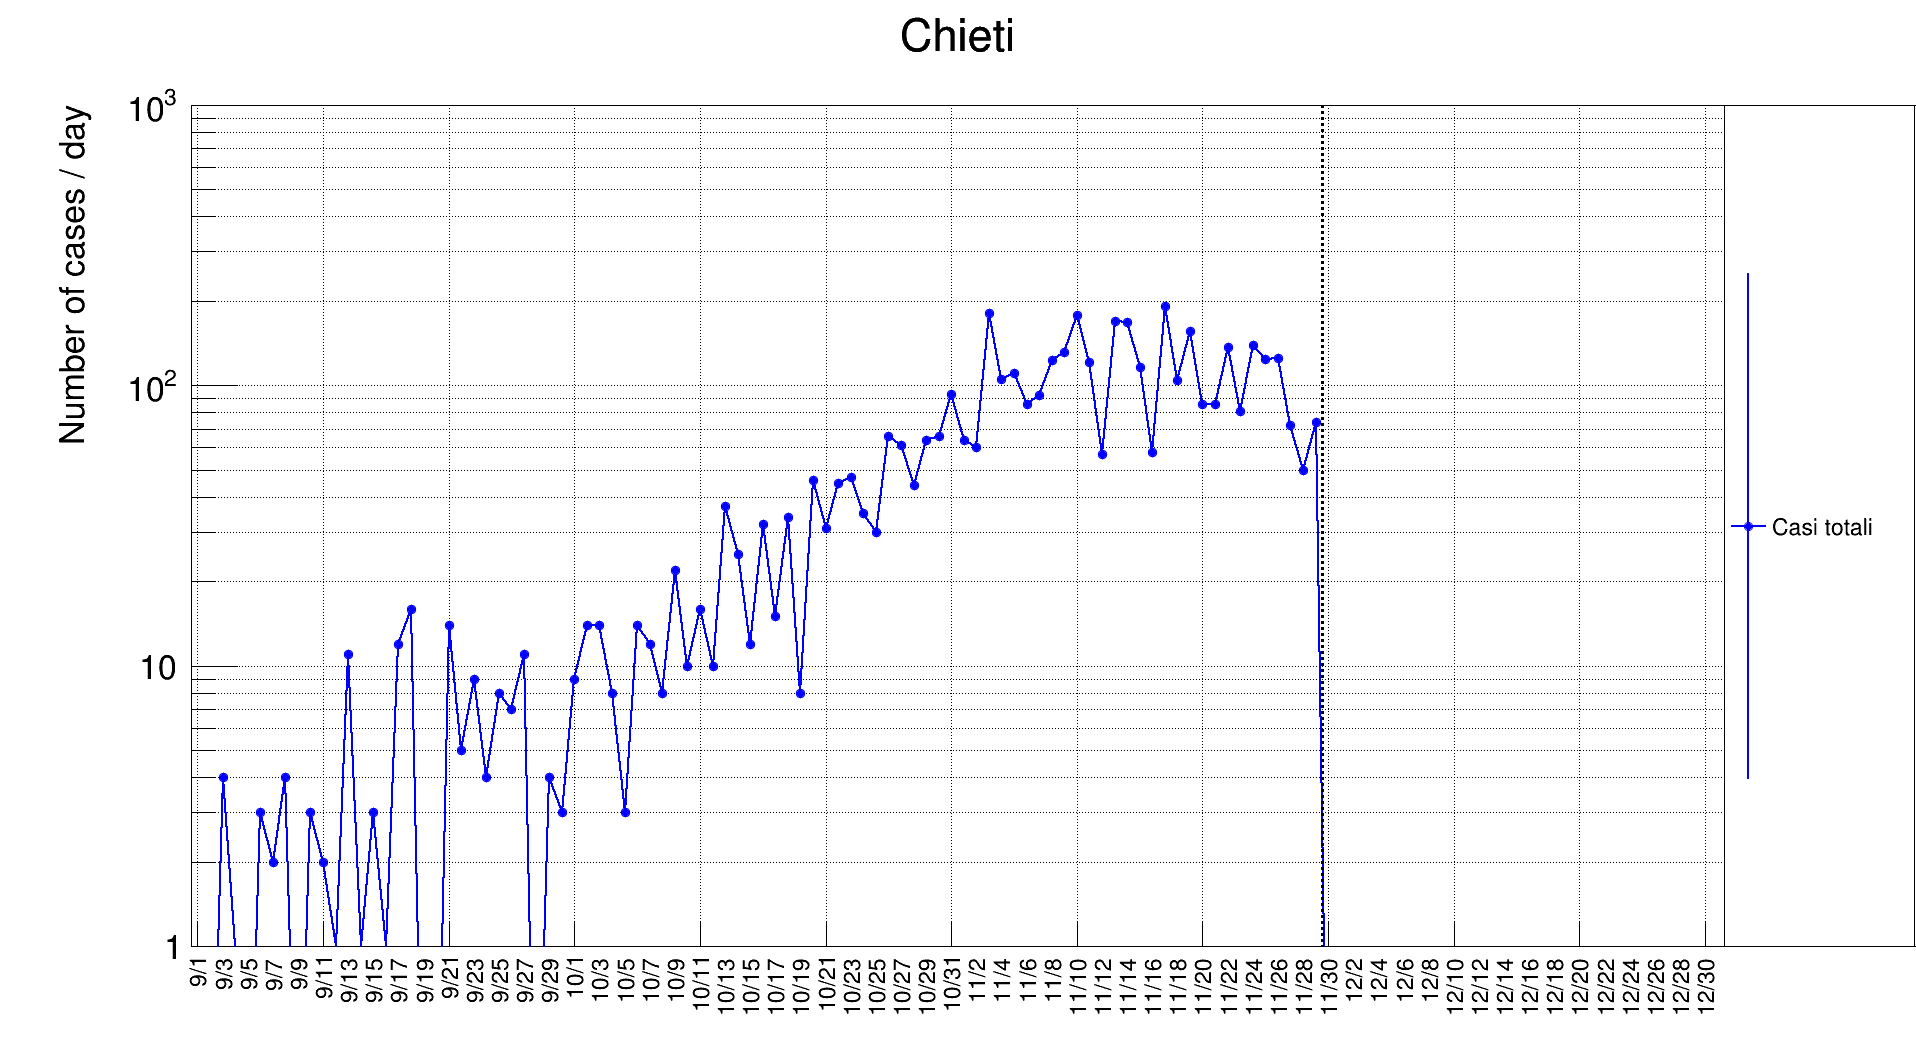 Chieti
Number of cases / day
10³
10²
10
1
9/1 9/3 9/5 9/7 9/9 9/11 9/13 9/15 9/17 9/19 9/21 9/23 9/25 9/27 9/29 10/1 10/3 10/5 10/7 10/9 10/11 10/13 10/15 10/17 10/19 10/21 10/23 10/25 10/27 10/29 10/31 11/2 11/4 11/6 11/8 11/10 11/12 11/14 11/16 11/18 11/20 11/22 11/24 11/26 11/28 11/30 12/2 12/4 12/6 12/8 12/10 12/12 12/14 12/16 12/18 12/20 12/22 12/24 12/26 12/28 12/30
Casi totali